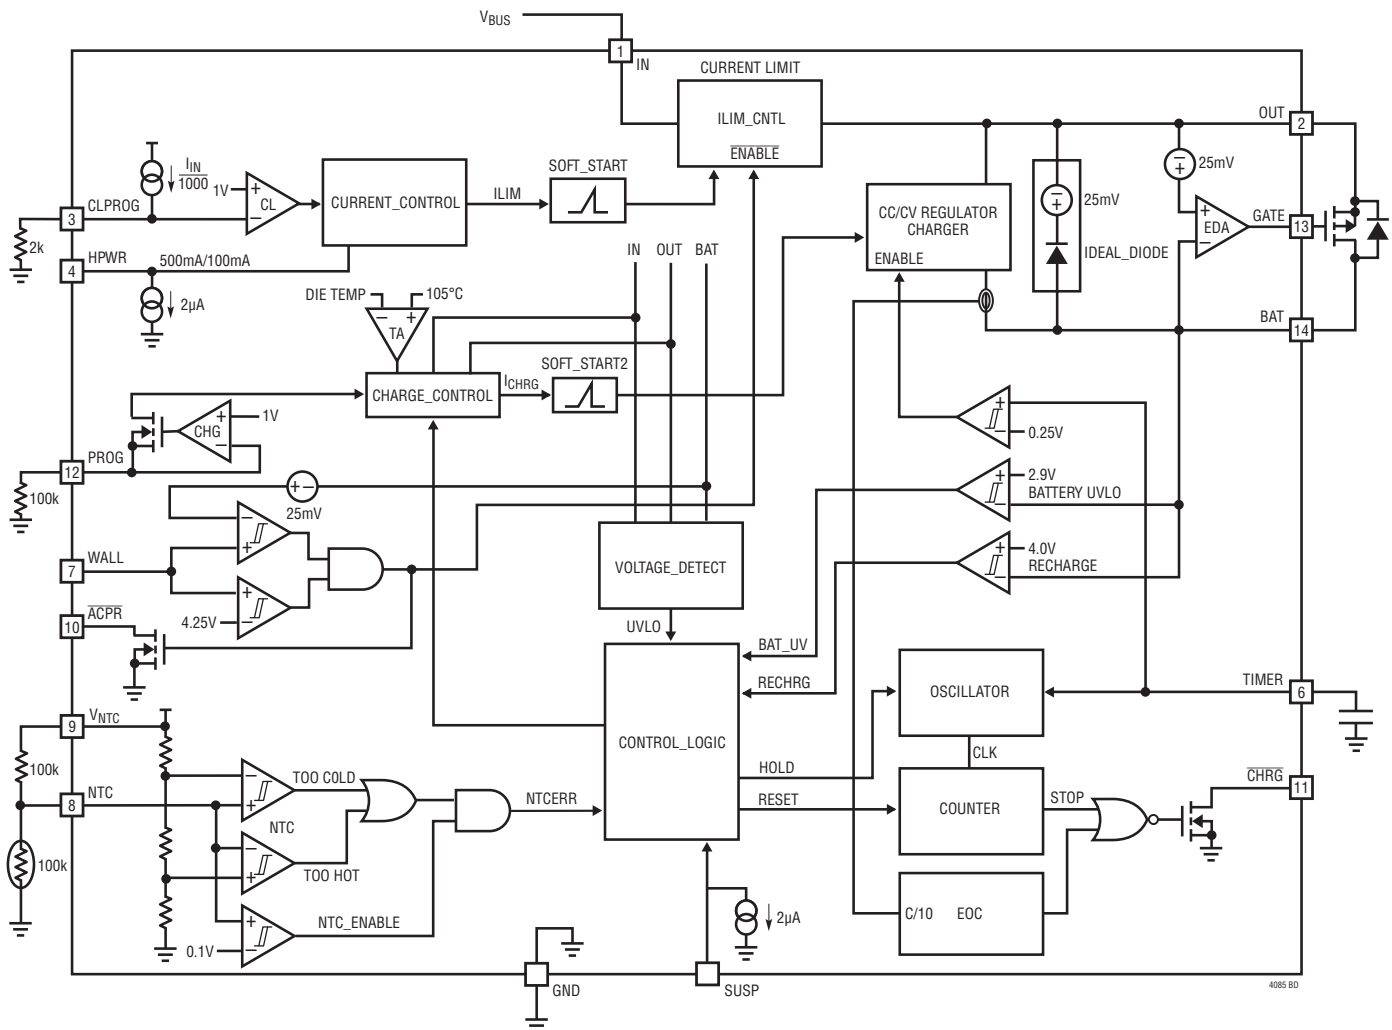 VBUS
1
IN
CURRENT LIMIT
ILIM_CNTL
ENABLE
OUT
2
IIN
1000
1V
+
CL
−
CLPROG
3
2k
CURRENT_CONTROL
ILIM
SOFT_START
−
+
25mV
CC/CV REGULATOR
CHARGER
ENABLE
−
+
25mV
IDEAL_DIODE
+
EDA
−
GATE
13
HPWR
4
500mA/100mA
2µA
IN OUT BAT
DIE TEMP
105°C
− +
TA
BAT
14
CHARGE_CONTROL
ICHRG
SOFT_START2
+
1V
CHG
−
PROG
12
100k
+
−
0.25V
+ −
25mV
+
2.9V
BATTERY UVLO
−
+
4.0V
RECHARGE
−
WALL
7
−
+
+
−
4.25V
VOLTAGE_DETECT
UVLO
ACPR
10
BAT_UV
RECHRG
OSCILLATOR
TIMER
6
VNTC
9
100k
NTC
8
100k
−
+
TOO COLD
NTC
−
+
TOO HOT
+
−
0.1V
NTC_ENABLE
NTCERR
CONTROL_LOGIC
HOLD
RESET
CLK
COUNTER
STOP
CHRG
11
C/10 EOC
2µA
GND
SUSP
4085 BD